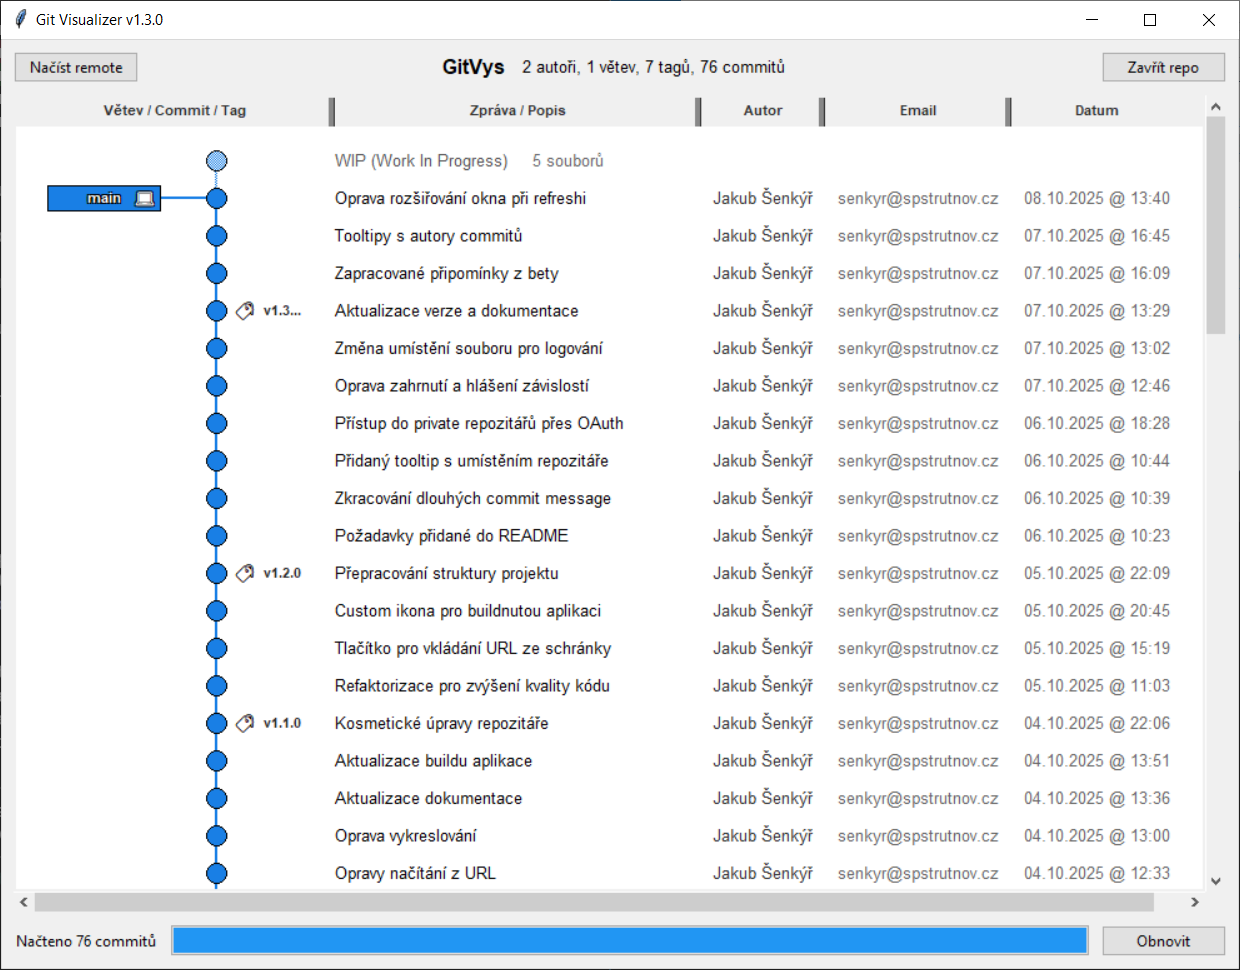 Git Visualizer v1.3.0
Načíst remote GitVys 2 autoři, 1 větev, 7 tagů, 76 commitů Zavřít repo
Větev / Commit / Tag Zpráva / Popis Autor Email Datum
WIP (Work In Progress) 5 souborů
main Oprava rozšiřování okna při refreshi Jakub Šenkýř senkyr@spstrutnov.cz 08.10.2025 @ 13:40
Tooltipy s autory commitů Jakub Šenkýř senkyr@spstrutnov.cz 07.10.2025 @ 16:45
Zapracované připomínky z bety Jakub Šenkýř senkyr@spstrutnov.cz 07.10.2025 @ 16:09
v1.3... Aktualizace verze a dokumentace Jakub Šenkýř senkyr@spstrutnov.cz 07.10.2025 @ 13:29
Změna umístění souboru pro logování Jakub Šenkýř senkyr@spstrutnov.cz 07.10.2025 @ 13:02
Oprava zahrnutí a hlášení závislostí Jakub Šenkýř senkyr@spstrutnov.cz 07.10.2025 @ 12:46
Přístup do private repozitářů přes OAuth Jakub Šenkýř senkyr@spstrutnov.cz 06.10.2025 @ 18:28
Přidaný tooltip s umístěním repozitáře Jakub Šenkýř senkyr@spstrutnov.cz 06.10.2025 @ 10:44
Zkracování dlouhých commit message Jakub Šenkýř senkyr@spstrutnov.cz 06.10.2025 @ 10:39
Požadavky přidané do README Jakub Šenkýř senkyr@spstrutnov.cz 06.10.2025 @ 10:23
v1.2.0 Přepracování struktury projektu Jakub Šenkýř senkyr@spstrutnov.cz 05.10.2025 @ 22:09
Custom ikona pro buildnutou aplikaci Jakub Šenkýř senkyr@spstrutnov.cz 05.10.2025 @ 20:45
Tlačítko pro vkládání URL ze schránky Jakub Šenkýř senkyr@spstrutnov.cz 05.10.2025 @ 15:19
Refaktorizace pro zvýšení kvality kódu Jakub Šenkýř senkyr@spstrutnov.cz 05.10.2025 @ 11:03
v1.1.0 Kosmetické úpravy repozitáře Jakub Šenkýř senkyr@spstrutnov.cz 04.10.2025 @ 22:06
Aktualizace buildu aplikace Jakub Šenkýř senkyr@spstrutnov.cz 04.10.2025 @ 13:51
Aktualizace dokumentace Jakub Šenkýř senkyr@spstrutnov.cz 04.10.2025 @ 13:36
Oprava vykreslování Jakub Šenkýř senkyr@spstrutnov.cz 04.10.2025 @ 13:00
Opravy načítání z URL Jakub Šenkýř senkyr@spstrutnov.cz 04.10.2025 @ 12:33
Načteno 76 commitů Obnovit